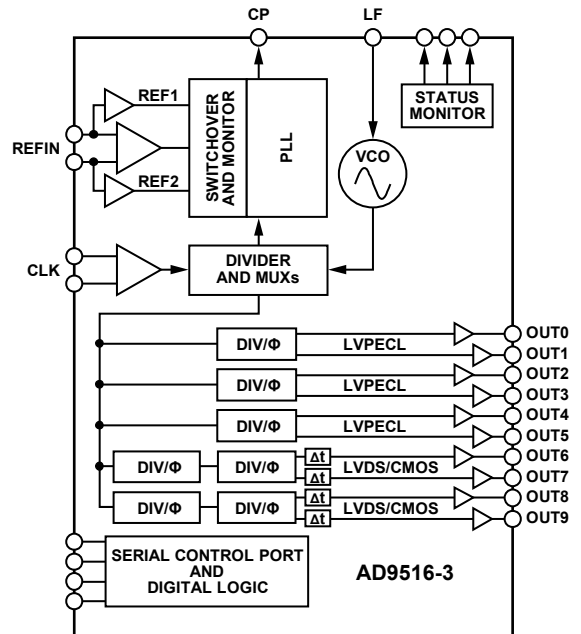 CP
LF
REF1
STATUS
MONITOR
REFIN
SWITCHOVER
AND MONITOR
PLL
VCO
REF2
CLK
DIVIDER
AND MUXs
DIV/Φ
LVPECL
OUT0
OUT1
DIV/Φ
LVPECL
OUT2
OUT3
DIV/Φ
LVPECL
OUT4
OUT5
DIV/Φ
DIV/Φ
Δt
Δt
LVDS/CMOS
OUT6
OUT7
DIV/Φ
DIV/Φ
Δt
Δt
LVDS/CMOS
OUT8
OUT9
SERIAL CONTROL PORT
AND
DIGITAL LOGIC
AD9516-3